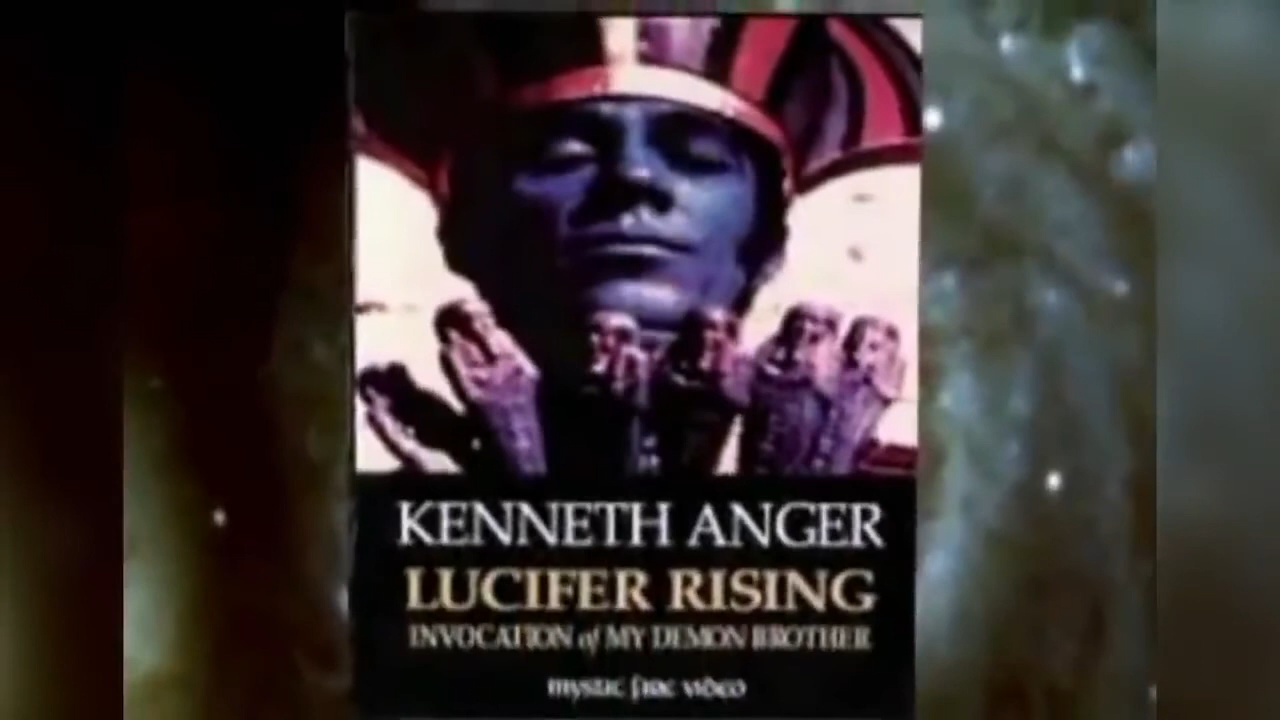 KENNETH ANGER
LUCIFER RISING
INVOCATION of MY DEMON BROTHER
mystic fire video